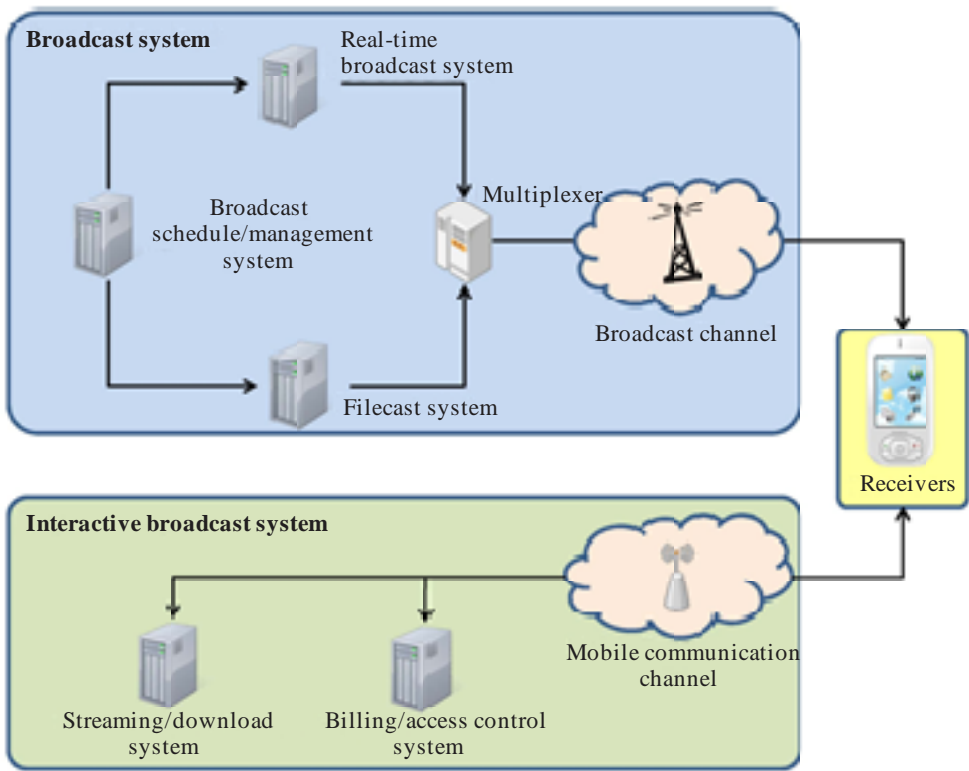 Broadcast system
Real-time
broadcast system
Multiplexer
Broadcast
schedule/management
system
Broadcast channel
Filecast system
Receivers
Interactive broadcast system
Mobile communication
channel
Streaming/download
system
Billing/access control
system